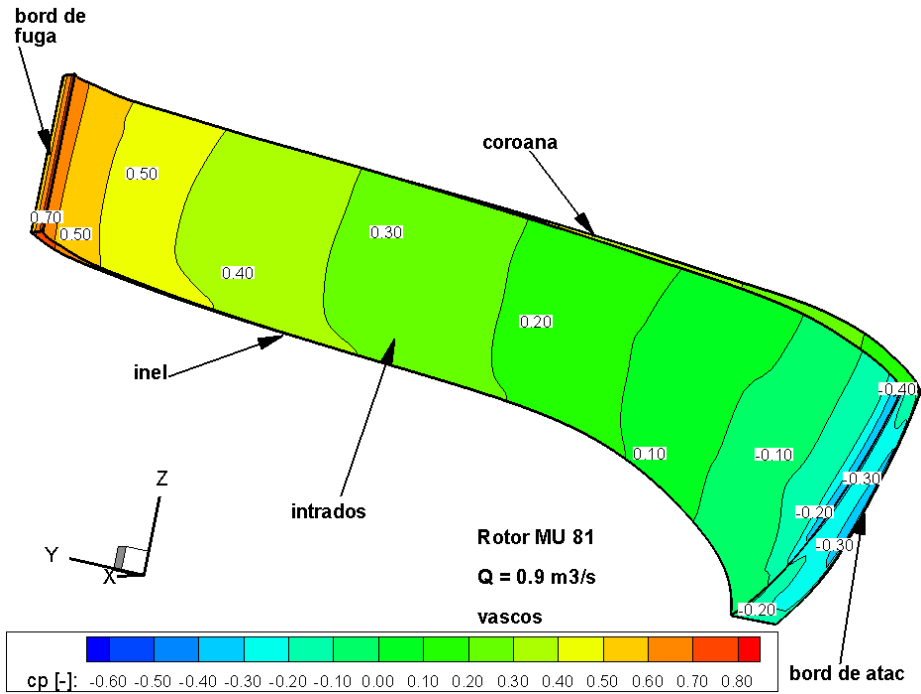 bord de
fuga
coroana
0.50
0.70
0.50
0.30
0.40
0.20
inel
-0.40
0.10
-0.10
-0.30
-0.20
-0.30
intrados
Z
Y
X
Rotor MU 81
Q = 0.9 m3/s
vascos
-0.20
bord de atac
cp [-]: -0.60 -0.50 -0.40 -0.30 -0.20 -0.10 0.00 0.10 0.20 0.30 0.40 0.50 0.60 0.70 0.80